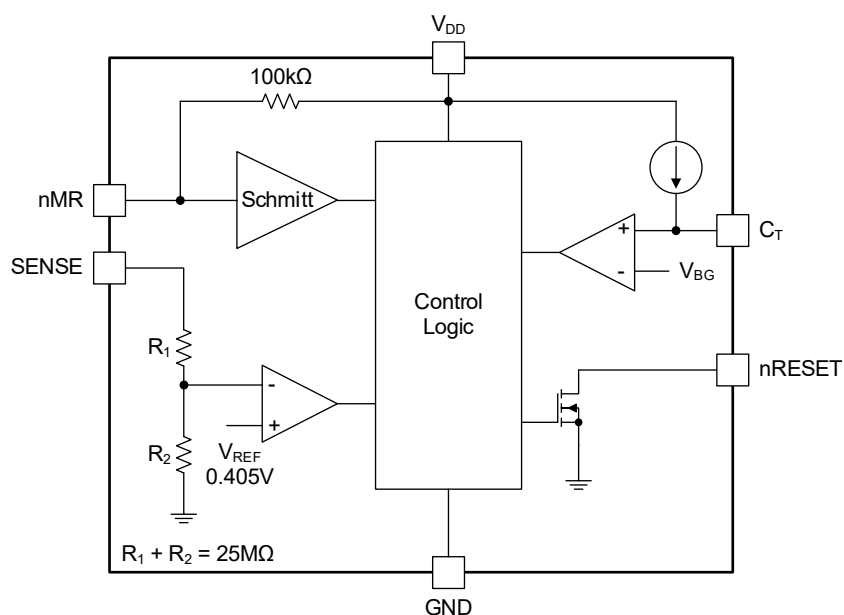 V_DD
100kΩ
nMR
Schmitt
SENSE
+
-
C_T
V_BG
Control
Logic
R_1
-
+
nRESET
R_2
V_REF
0.405V
R_1 + R_2 = 25MΩ
GND